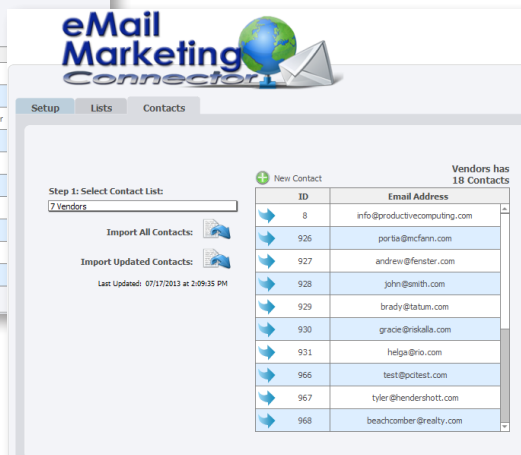 eMail
Marketing
Connector
Setup Lists Contacts
Step 1: Select Contact List:
7 Vendors
Import All Contacts:
Import Updated Contacts:
Last Updated: 07/17/2013 at 2:09:35 PM
New Contact
Vendors has
18 Contacts
ID Email Address
8 info@productivecomputing.com
926 portia@mcfann.com
927 andrew@fenster.com
928 john@smith.com
929 brady@tatum.com
930 gracie@riskalla.com
931 helga@rio.com
966 test@pcitest.com
967 tyler@hendershott.com
968 beachcomber@realty.com